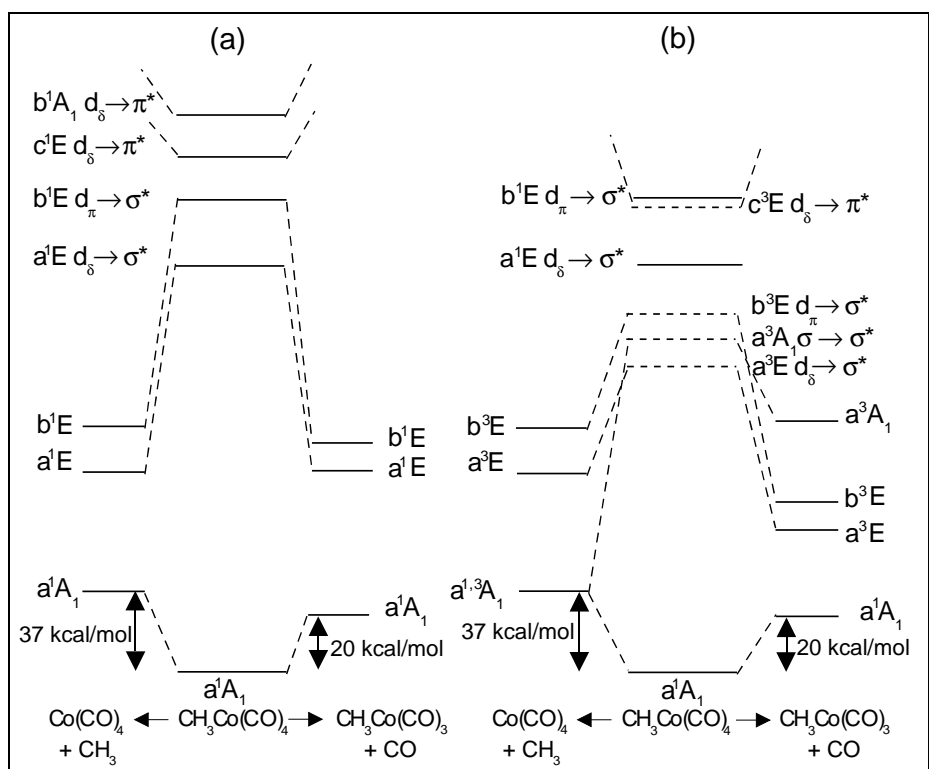 (a)
b¹A₁ d_δ→π*
c¹E d_δ→π*
b¹E d_π→σ*
a¹E d_δ→σ*
b¹E
a¹E
b¹E
a¹E
a¹A₁
a¹A₁
37 kcal/mol
20 kcal/mol
a¹A₁
Co(CO)₄ ← CH₃Co(CO)₄ → CH₃Co(CO)₃
+ CH₃
+ CO
(b)
b¹E d_π→σ*
c³E d_δ→π*
a¹E d_δ→σ*
b³E d_π→σ*
a³A₁σ→σ*
a³E d_δ→σ*
b³E
a³E
a³A₁
b³E
a³E
a¹,³A₁
a¹A₁
37 kcal/mol
20 kcal/mol
a¹A₁
Co(CO)₄ ← CH₃Co(CO)₄ → CH₃Co(CO)₃
+ CH₃
+ CO